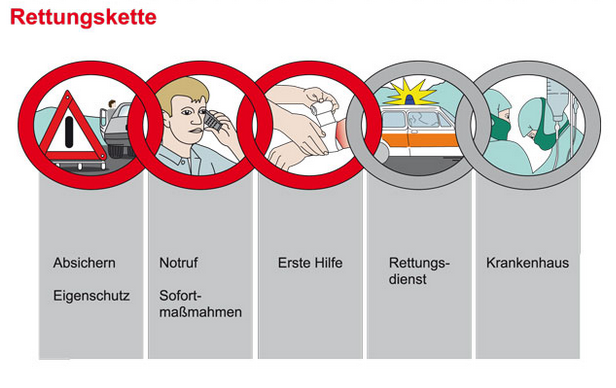 Rettungskette
Absichern
Eigenschutz
Notruf
Sofort-
maßmahmen
Erste Hilfe
Rettungs-
dienst
Krankenhaus